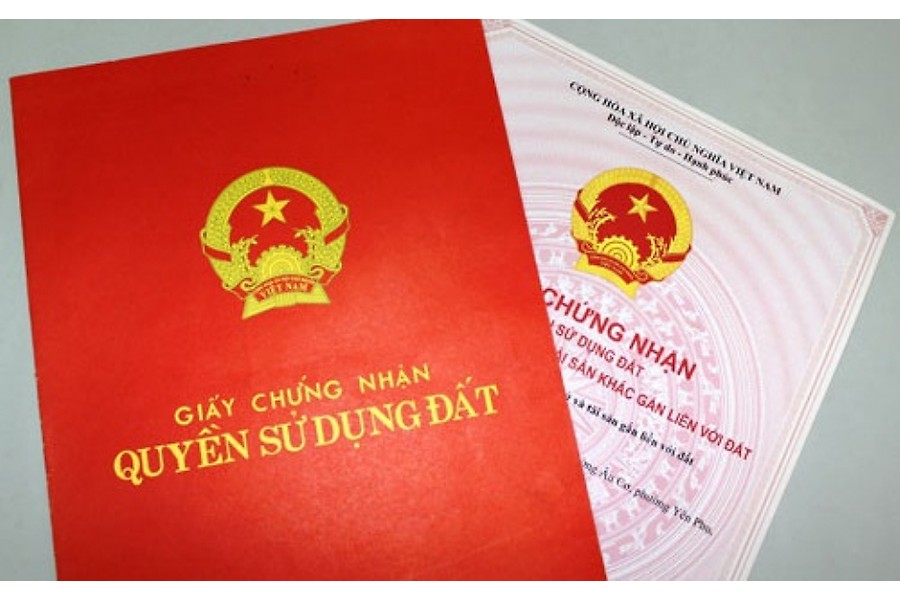 VIỆT NAM
GIẤY CHỨNG NHẬN
QUYỀN SỬ DỤNG ĐẤT
CỘNG HÒA XÃ HỘI CHỦ NGHĨA VIỆT NAM
Độc lập - Tự do - Hạnh phúc
CHỨNG NHẬN
SỬ DỤNG ĐẤT
SẢN KHÁC GẮN LIỀN VỚI ĐẤT
và tài sản gắn liền với đất
Âu Cơ, phường Yên Phụ,